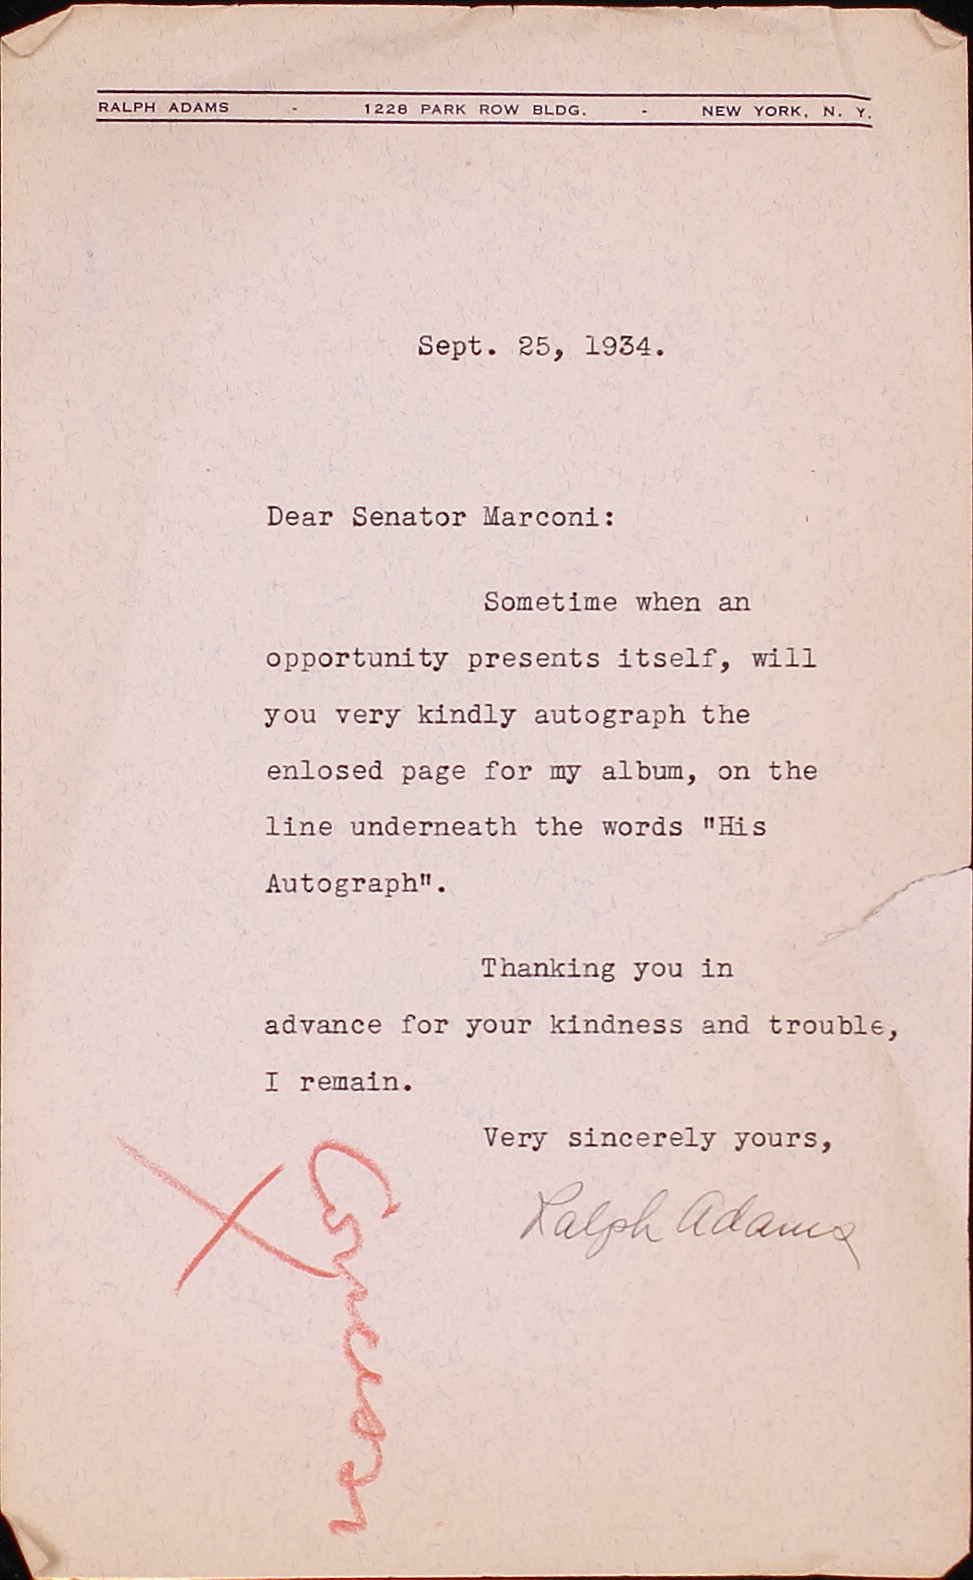 RALPH ADAMS - 1228 PARK ROW BLDG. - NEW YORK, N. Y.
Sept. 25, 1934.
Dear Senator Marconi:
Sometime when an
opportunity presents itself, will
you very kindly autograph the
enlosed page for my album, on the
line underneath the words "His
Autograph".
Thanking you in
advance for your kindness and trouble,
I remain.
Very sincerely yours,
Ralph Adams